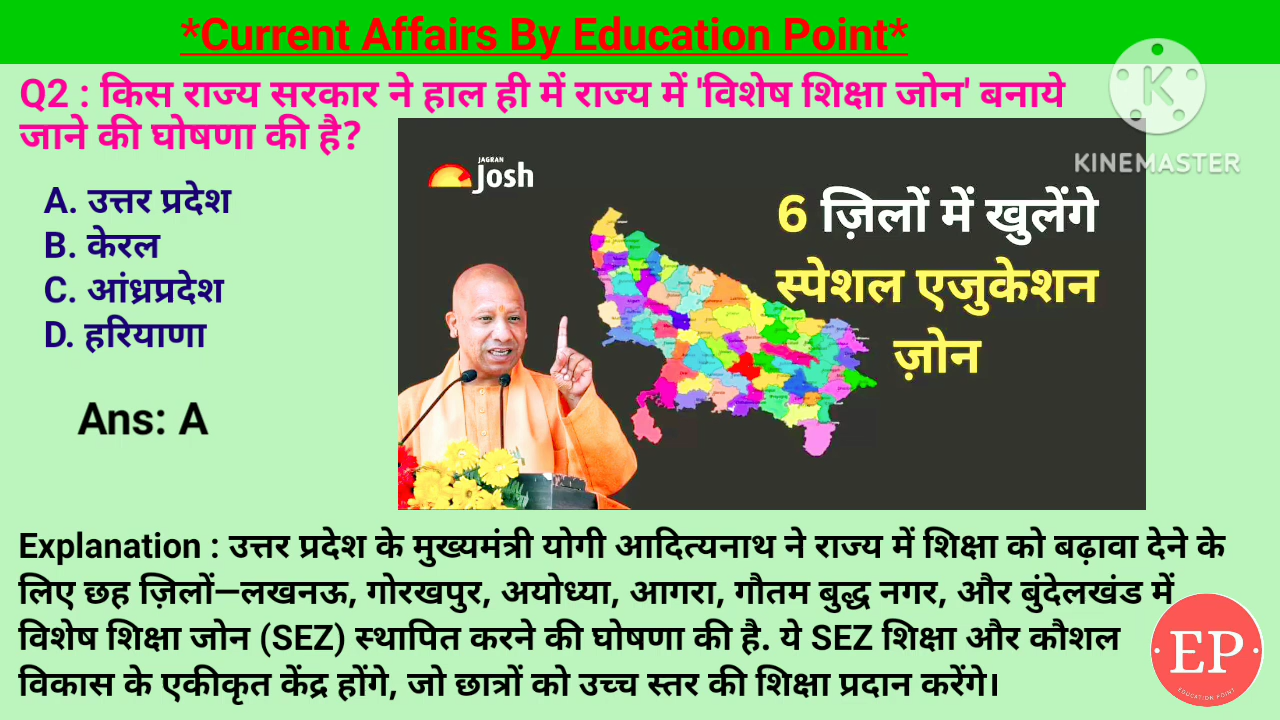 *Current Affairs By Education Point*
Q2 : किस राज्य सरकार ने हाल ही में राज्य में 'विशेष शिक्षा जोन' बनाये
जाने की घोषणा की है?
K
KINEMASTER
A. उत्तर प्रदेश
B. केरल
C. आंध्रप्रदेश
D. हरियाणा
Ans: A
JAGRAN
Josh
6 ज़िलों में खुलेंगे
स्पेशल एजुकेशन
ज़ोन
Explanation : उत्तर प्रदेश के मुख्यमंत्री योगी आदित्यनाथ ने राज्य में शिक्षा को बढ़ावा देने के
लिए छह ज़िलों—लखनऊ, गोरखपुर, अयोध्या, आगरा, गौतम बुद्ध नगर, और बुंदेलखंड में
विशेष शिक्षा जोन (SEZ) स्थापित करने की घोषणा की है. ये SEZ शिक्षा और कौशल
विकास के एकीकृत केंद्र होंगे, जो छात्रों को उच्च स्तर की शिक्षा प्रदान करेंगे।
EP
EDUCATION POINT